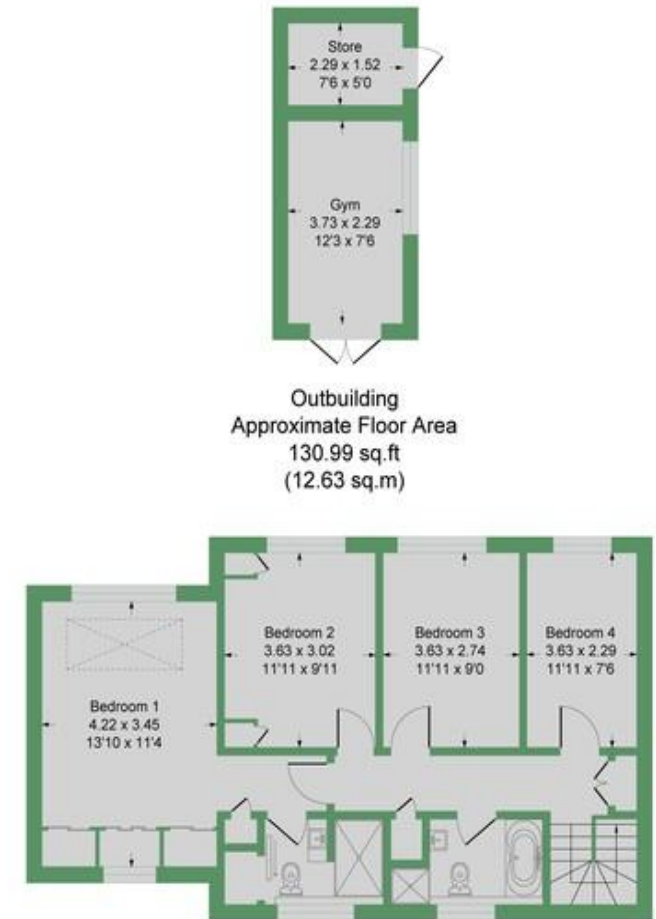 Store
2.29 x 1.52
7'6 x 5'0
Gym
3.73 x 2.29
12'3 x 7'6
Outbuilding
Approximate Floor Area
130.99 sq.ft
(12.63 sq.m)
Bedroom 2
3.63 x 3.02
11'11 x 9'11
Bedroom 3
3.63 x 2.74
11'11 x 9'0
Bedroom 4
3.63 x 2.29
11'11 x 7'6
Bedroom 1
4.22 x 3.45
13'10 x 11'4